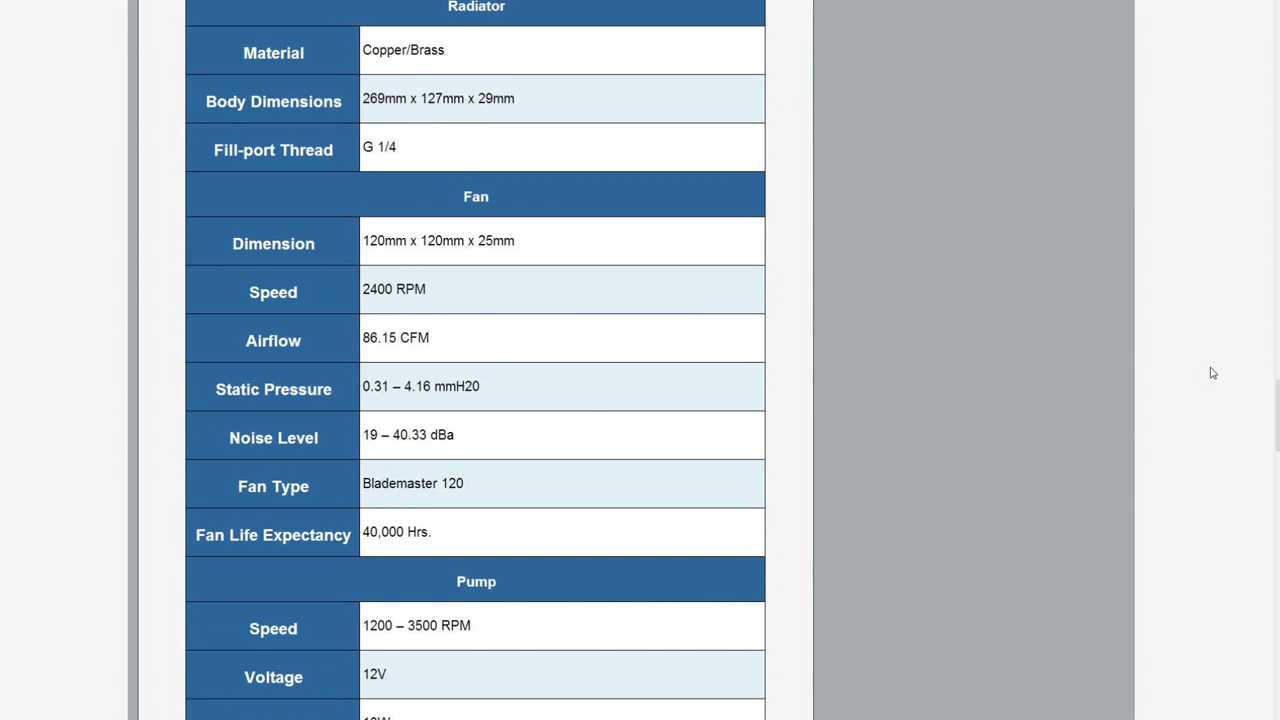 Radiator
Material Copper/Brass
Body Dimensions 269mm x 127mm x 29mm
Fill-port Thread G 1/4
Fan
Dimension 120mm x 120mm x 25mm
Speed 2400 RPM
Airflow 86.15 CFM
Static Pressure 0.31 – 4.16 mmH20
Noise Level 19 – 40.33 dBa
Fan Type Blademaster 120
Fan Life Expectancy 40,000 Hrs.
Pump
Speed 1200 – 3500 RPM
Voltage 12V